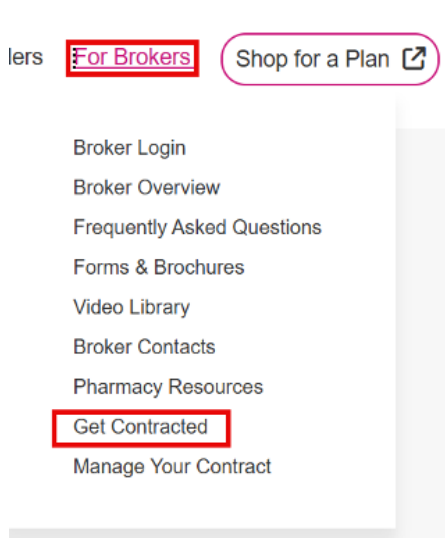 lers For Brokers Shop for a Plan
Broker Login
Broker Overview
Frequently Asked Questions
Forms & Brochures
Video Library
Broker Contacts
Pharmacy Resources
Get Contracted
Manage Your Contract